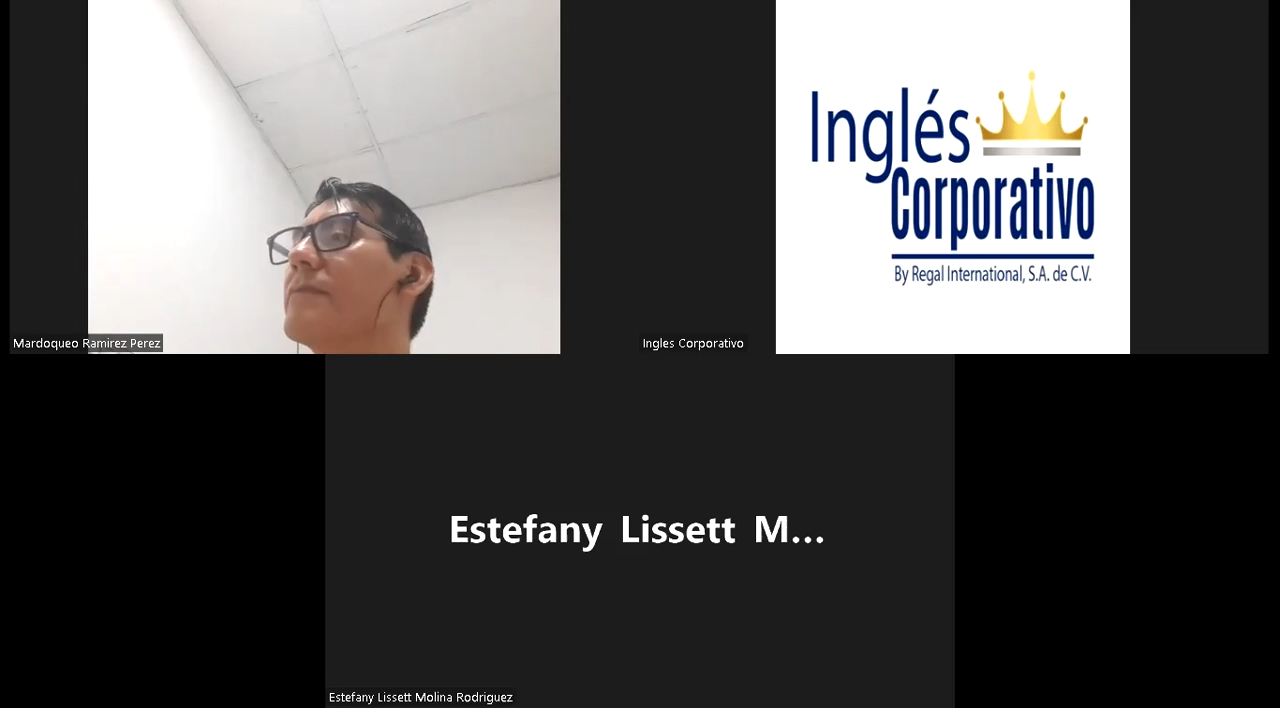 Inglés
Corporativo
By Regal International, S.A. de C.V.
Mardoqueo Ramirez Perez
Ingles Corporativo
Estefany Lissett M...
Estefany Lissett Molina Rodriguez